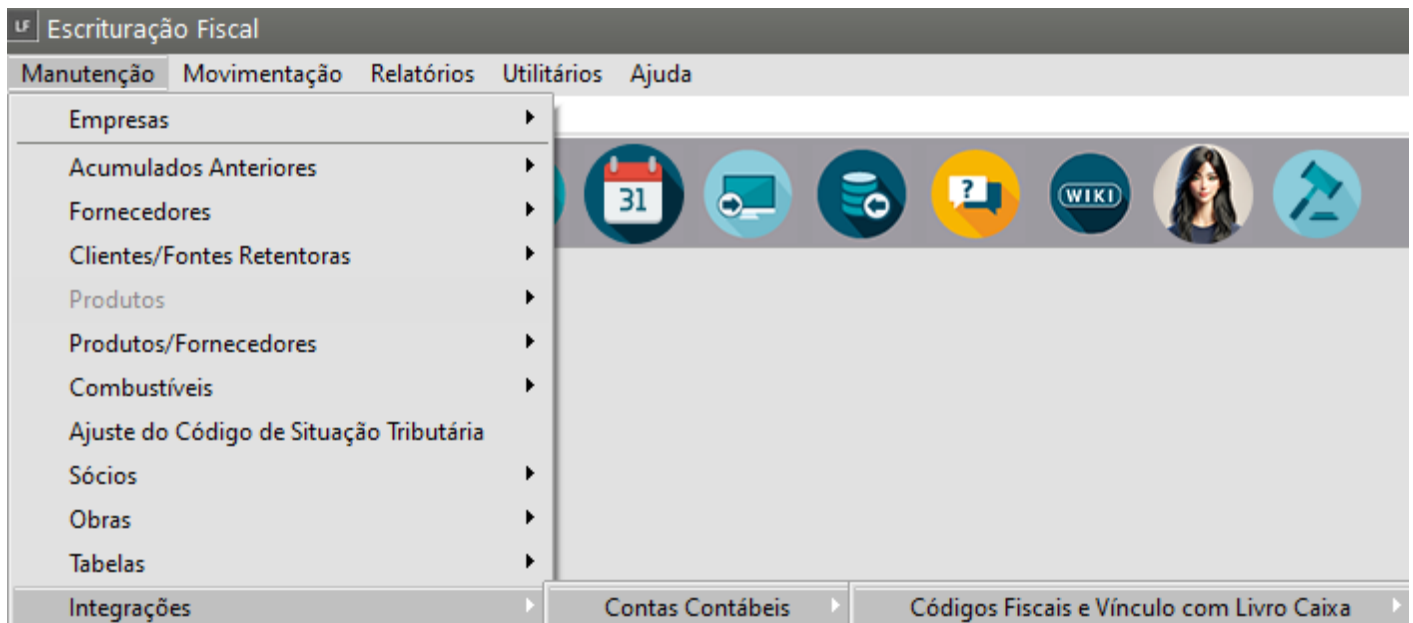 LF Escrituração Fiscal
Manutenção Movimentação Relatórios Utilitários Ajuda
Empresas
Acumulados Anteriores
Fornecedores
Clientes/Fontes Retentoras
Produtos
Produtos/Fornecedores
Combustíveis
Ajuste do Código de Situação Tributária
Sócios
Obras
Tabelas
Integrações Contas Contábeis Códigos Fiscais e Vínculo com Livro Caixa
31
?
WIKI